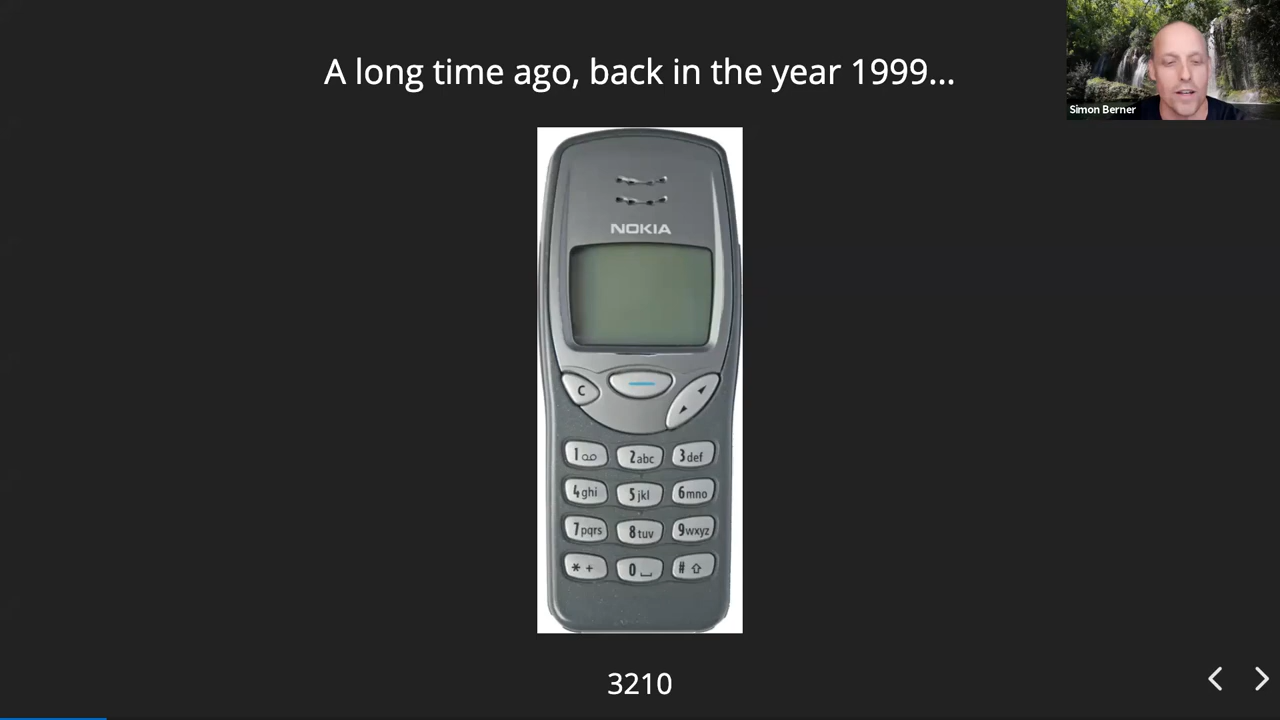 A long time ago, back in the year 1999...
Simon Berner
NOKIA
C
1
2abc
3def
4ghi
5jkl
6mno
7pqrs
8tuv
9wxyz
* +
0
#
3210